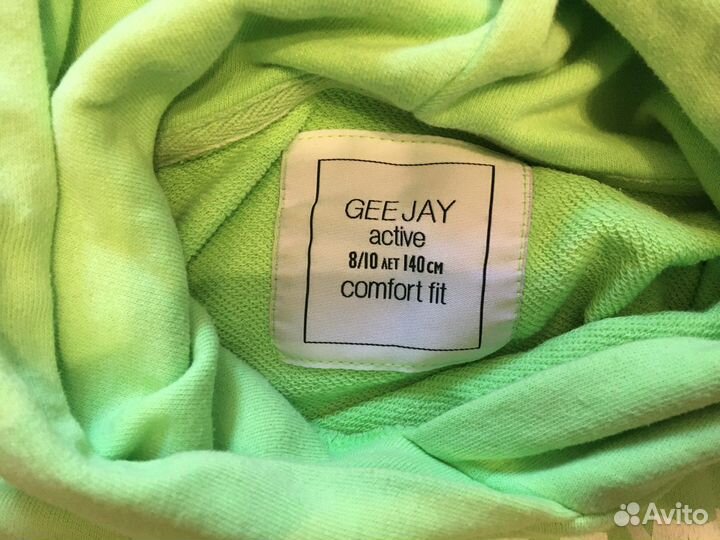 GEE JAY
active
8/10 ЛЕТ 140 СМ
comfort fit
Avito